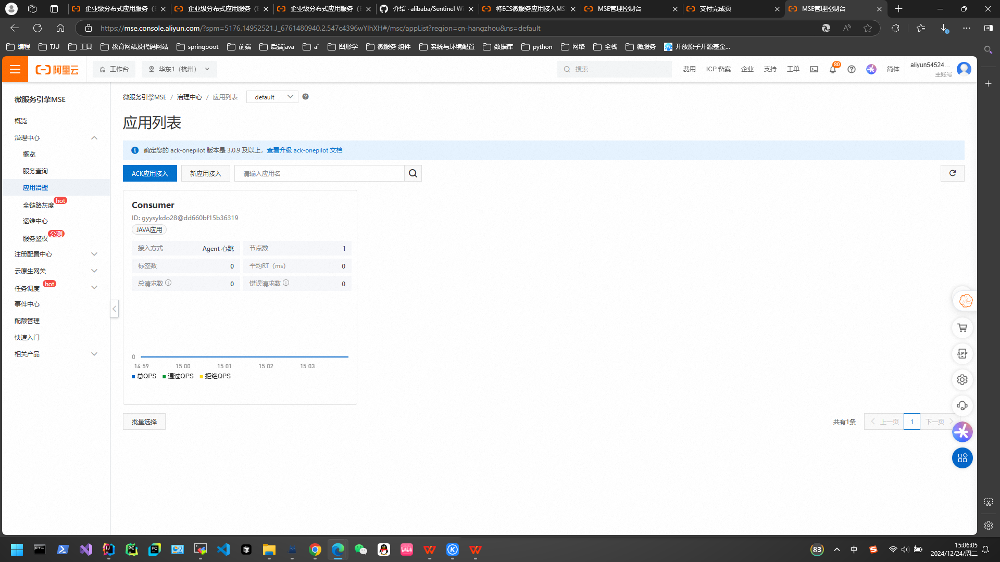 企业级分布式应用服务（E
企业级分布式应用服务（E
企业级分布式应用服务（E
介绍 · alibaba/Sentinel Wi
将ECS微服务应用接入MS
MSE管理控制台
支付完成页
MSE管理控制台
https://mse.console.aliyun.com/?spm=5176.14952521.J_6761480940.2.547c4396wYlhXH#/msc/appList?region=cn-hangzhou&ns=default
编程
TJU
工具
教育网站及代码网站
springboot
前端
后端java
ai
图形学
微服务 组件
系统与环境配置
数据库
python
网络
全栈
微服务
开放原子开源基金...
阿里云
工作台
华东1（杭州）
搜索...
费用
ICP 备案
企业
支持
工单
80
简体
aliyun54524...
主账号
微服务引擎MSE
概览
治理中心
概览
服务查询
应用治理
全链路灰度
hot
运维中心
服务鉴权
公测
注册配置中心
云原生网关
任务调度
hot
事件中心
配额管理
快速入门
相关产品
微服务引擎MSE / 治理中心 / 应用列表
default
应用列表
确定您的 ack-onepilot 版本是 3.0.9 及以上，查看升级 ack-onepilot 文档
ACK应用接入
新应用接入
请输入应用名
Consumer
ID: gyysykdo28@dd660bf15b36319
JAVA应用
接入方式 Agent 心跳
节点数 1
标签数 0
平均RT（ms） 0
总请求数 0
错误请求数 0
0
14:59 15:00 15:01 15:02 15:03
总QPS 通过QPS 拒绝QPS
批量选择
共有1条
上一页
1
下一页
APP
83
中
15:06:05
2024/12/24/周二